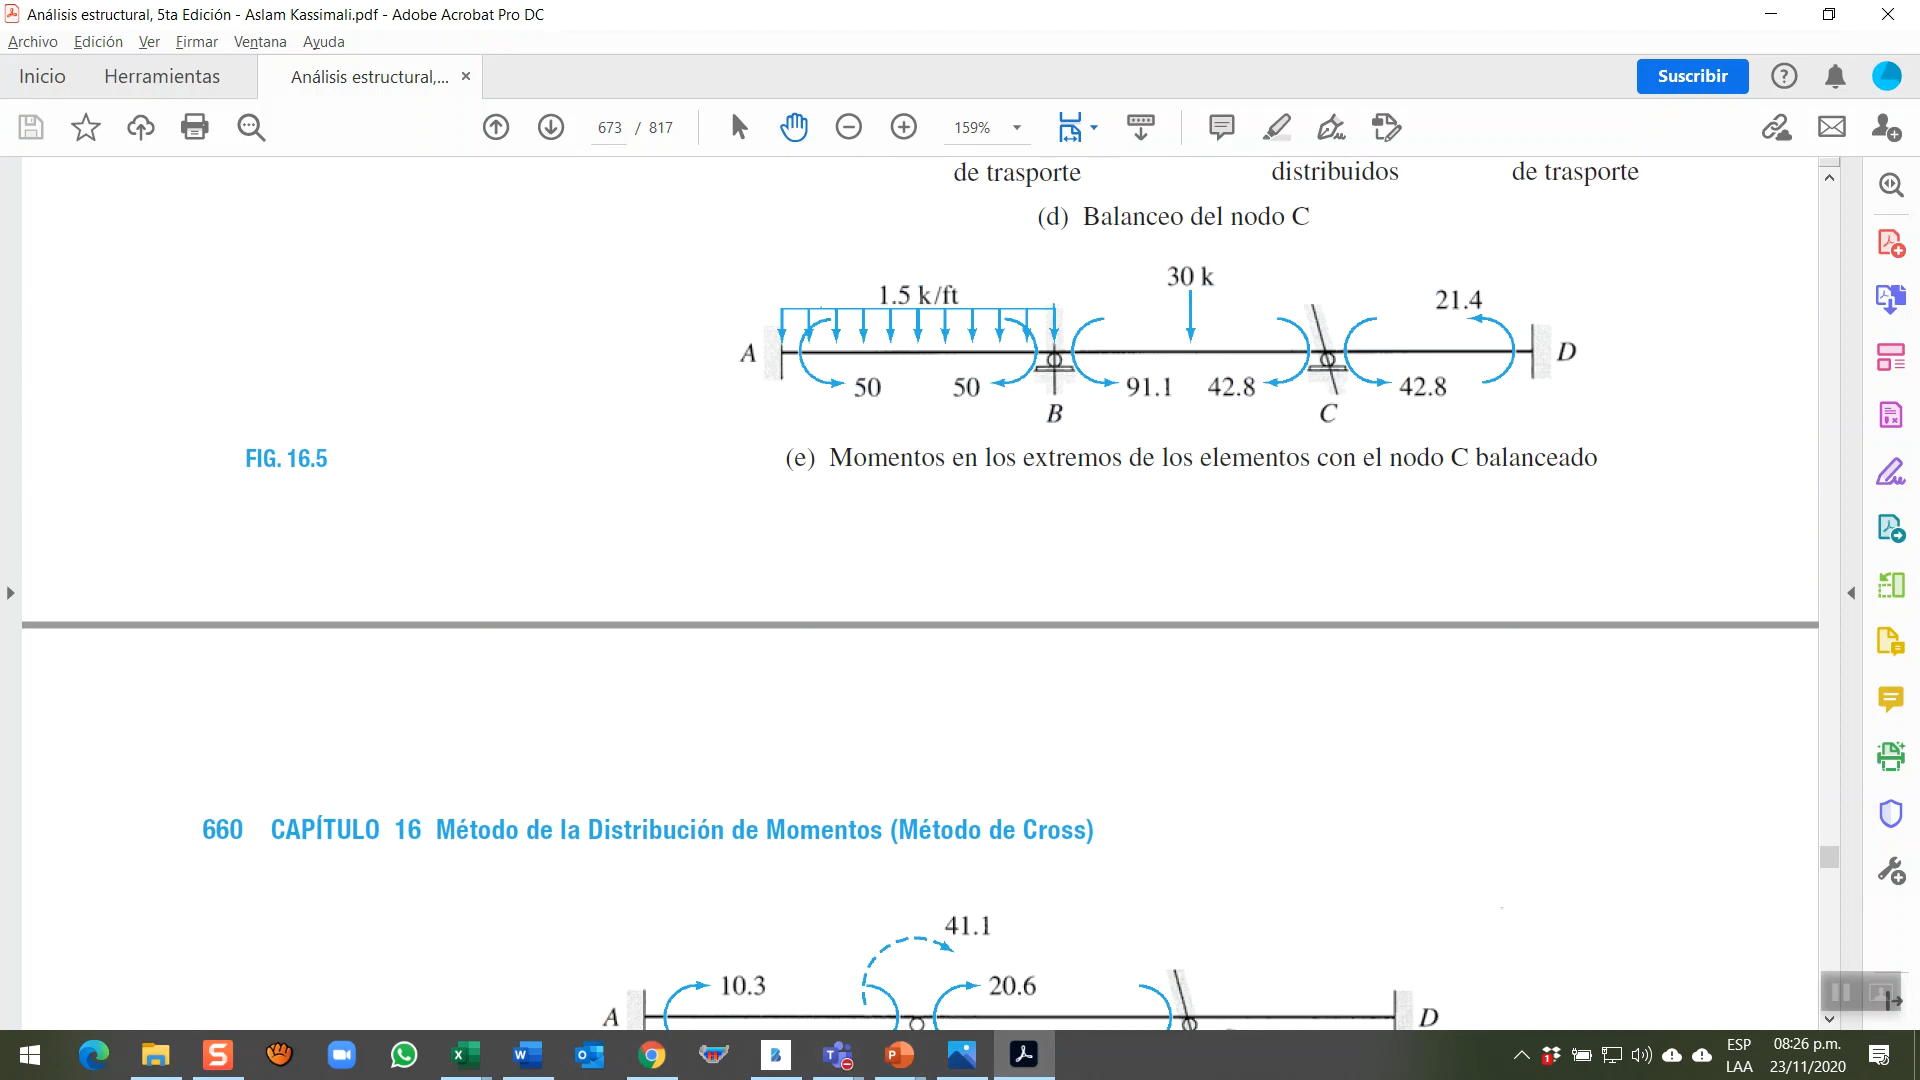 Análisis estructural, 5ta Edición - Aslam Kassimali.pdf - Adobe Acrobat Pro DC
Archivo Edición Ver Firmar Ventana Ayuda
Inicio Herramientas Análisis estructural,... × Suscribir
673 / 817 159%
de trasporte distribuidos de trasporte
(d) Balanceo del nodo C
30 k
1.5 k/ft 21.4
A D
50 50 91.1 42.8 42.8
B C
FIG. 16.5 (e) Momentos en los extremos de los elementos con el nodo C balanceado
660 CAPÍTULO 16 Método de la Distribución de Momentos (Método de Cross)
41.1
10.3 20.6
A D
ESP 08:26 p.m.
LAA 23/11/2020